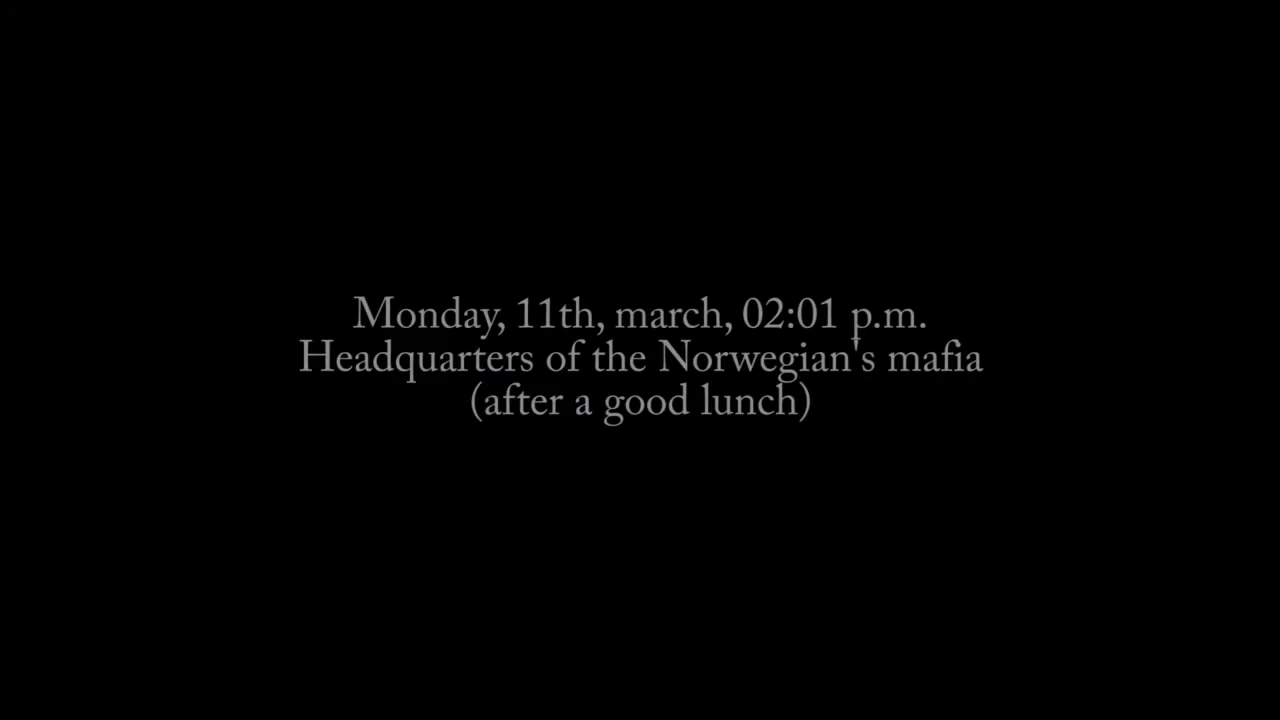 Monday, 11th, march, 02:01 p.m.
Headquarters of the Norwegian's mafia
(after a good lunch)